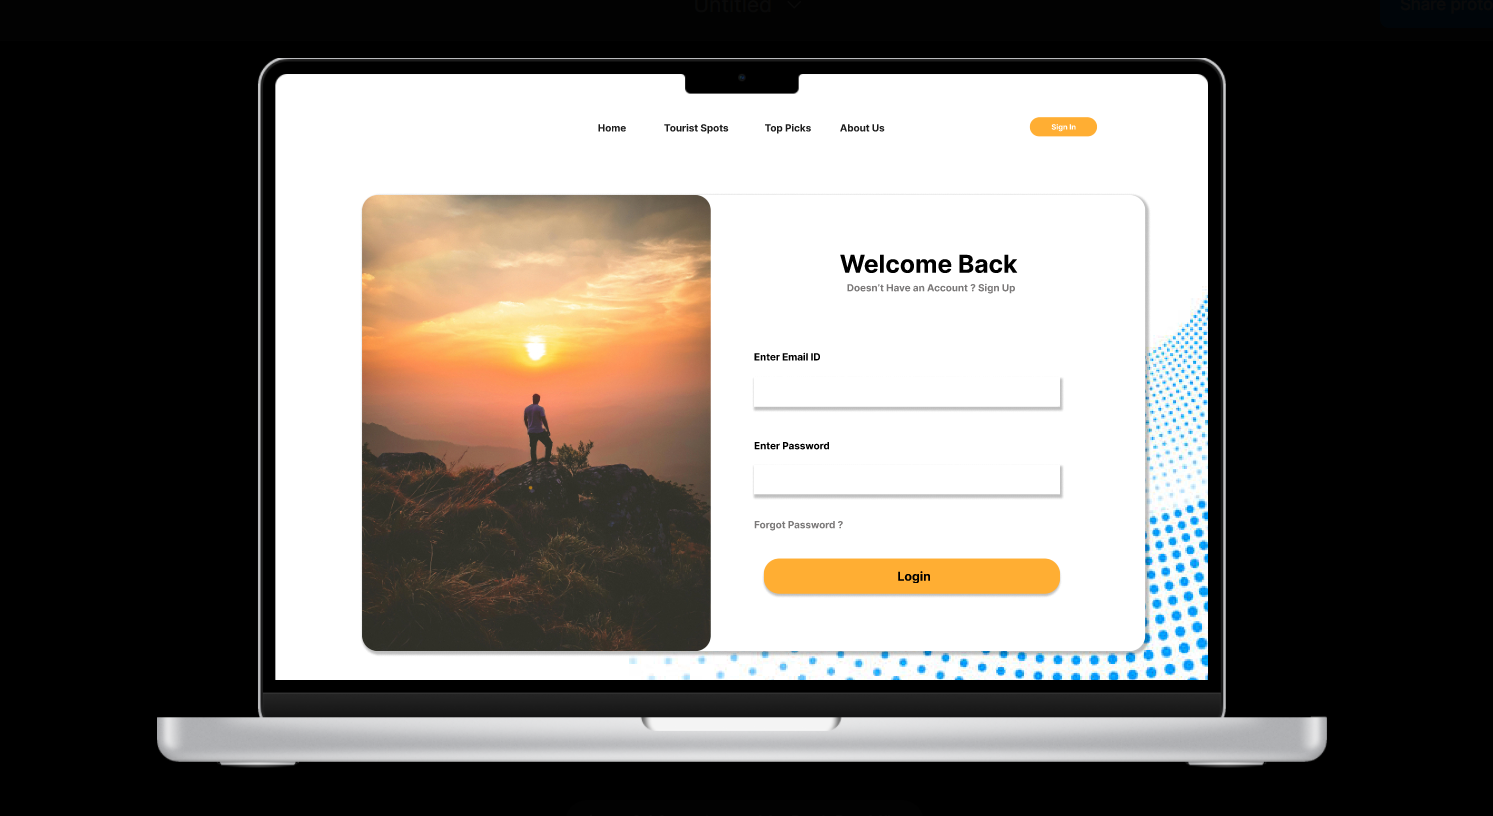 Untitled
Share proto
Home Tourist Spots Top Picks About Us Sign In
Welcome Back
Doesn't Have an Account ? Sign Up
Enter Email ID
Enter Password
Forgot Password ?
Login